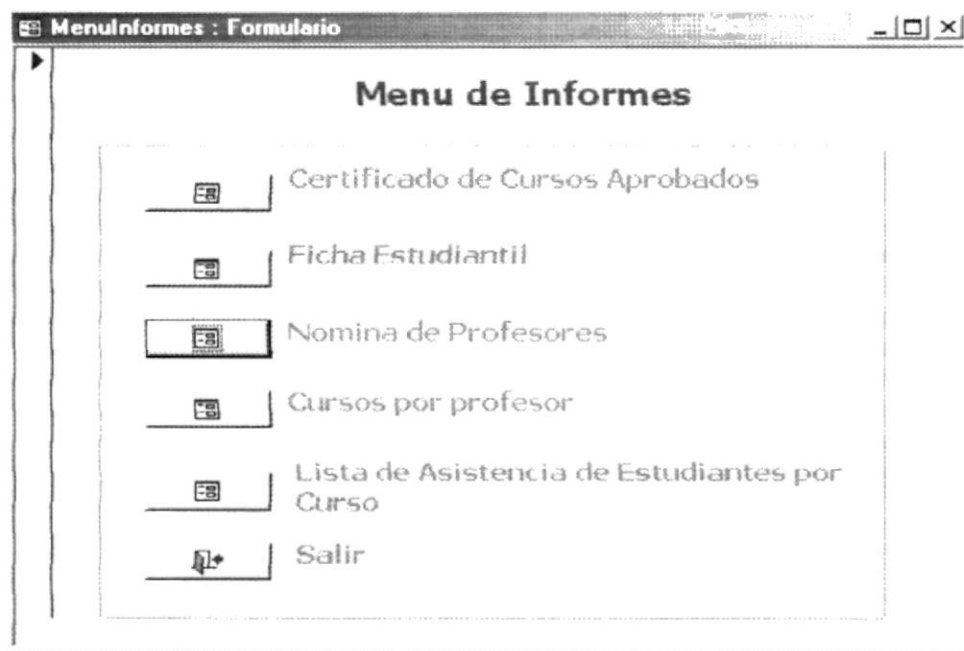 MenuInformes : Formulario
Menu de Informes
Certificado de Cursos Aprobados
Ficha Estudiantil
Nomina de Profesores
Cursos por profesor
Lista de Asistencia de Estudiantes por
Curso
Salir